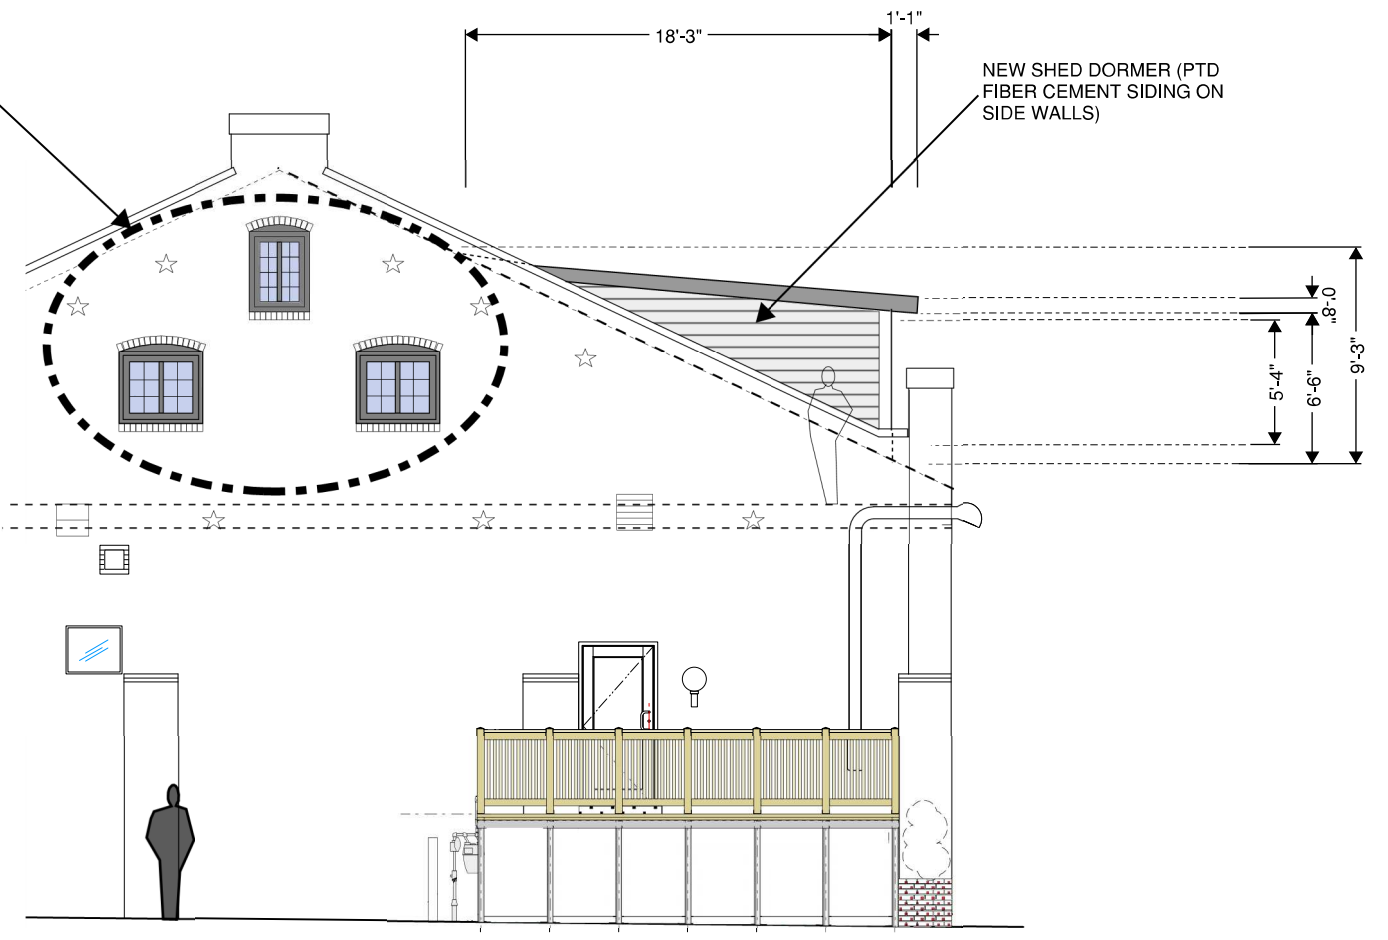 1'-1"
18'-3"
NEW SHED DORMER (PTD
FIBER CEMENT SIDING ON
SIDE WALLS)
0'-8"
9'-3"
5'-4"
6'-6"